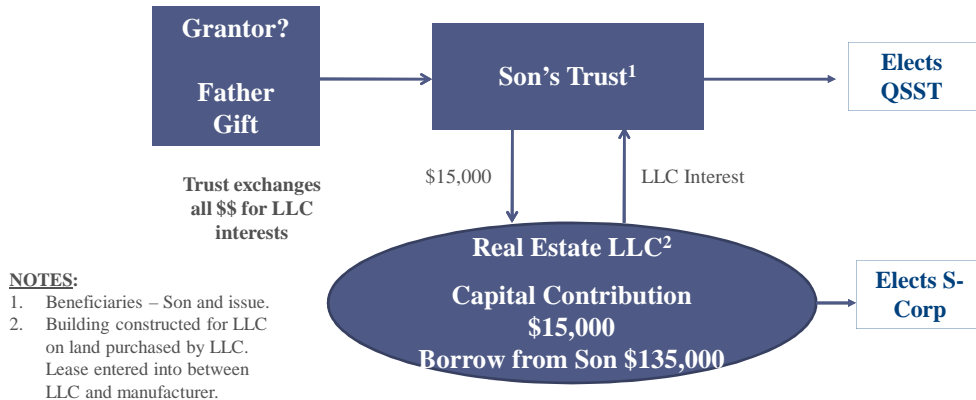 Grantor?
Father
Gift
Son's Trust¹
Elects
QSST
Trust exchanges
all $$ for LLC
interests
$15,000
LLC Interest
Real Estate LLC²
Capital Contribution
$15,000
Borrow from Son $135,000
Elects S-
Corp
NOTES:
1. Beneficiaries – Son and issue.
2. Building constructed for LLC
on land purchased by LLC.
Lease entered into between
LLC and manufacturer.